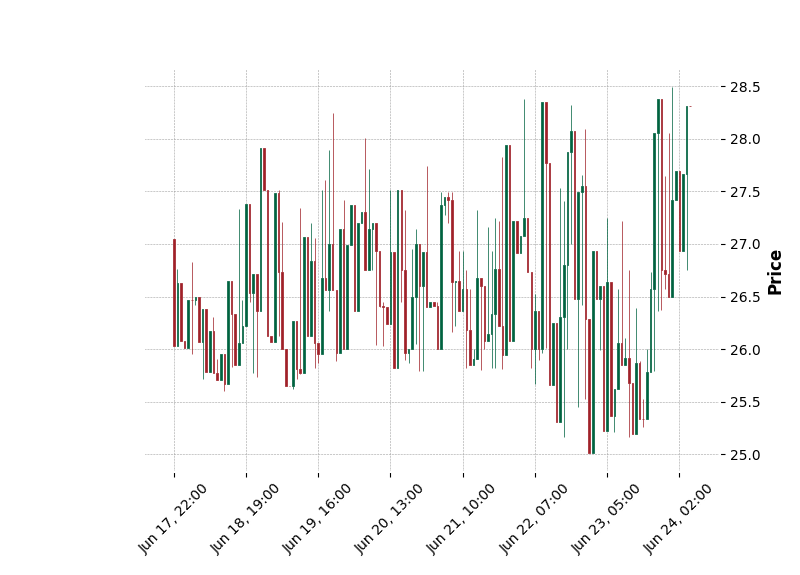 28.5
28.0
27.5
27.0
26.5
26.0
25.5
25.0
Price
Jun 17, 22:00
Jun 18, 19:00
Jun 19, 16:00
Jun 20, 13:00
Jun 21, 10:00
Jun 22, 07:00
Jun 23, 05:00
Jun 24, 02:00